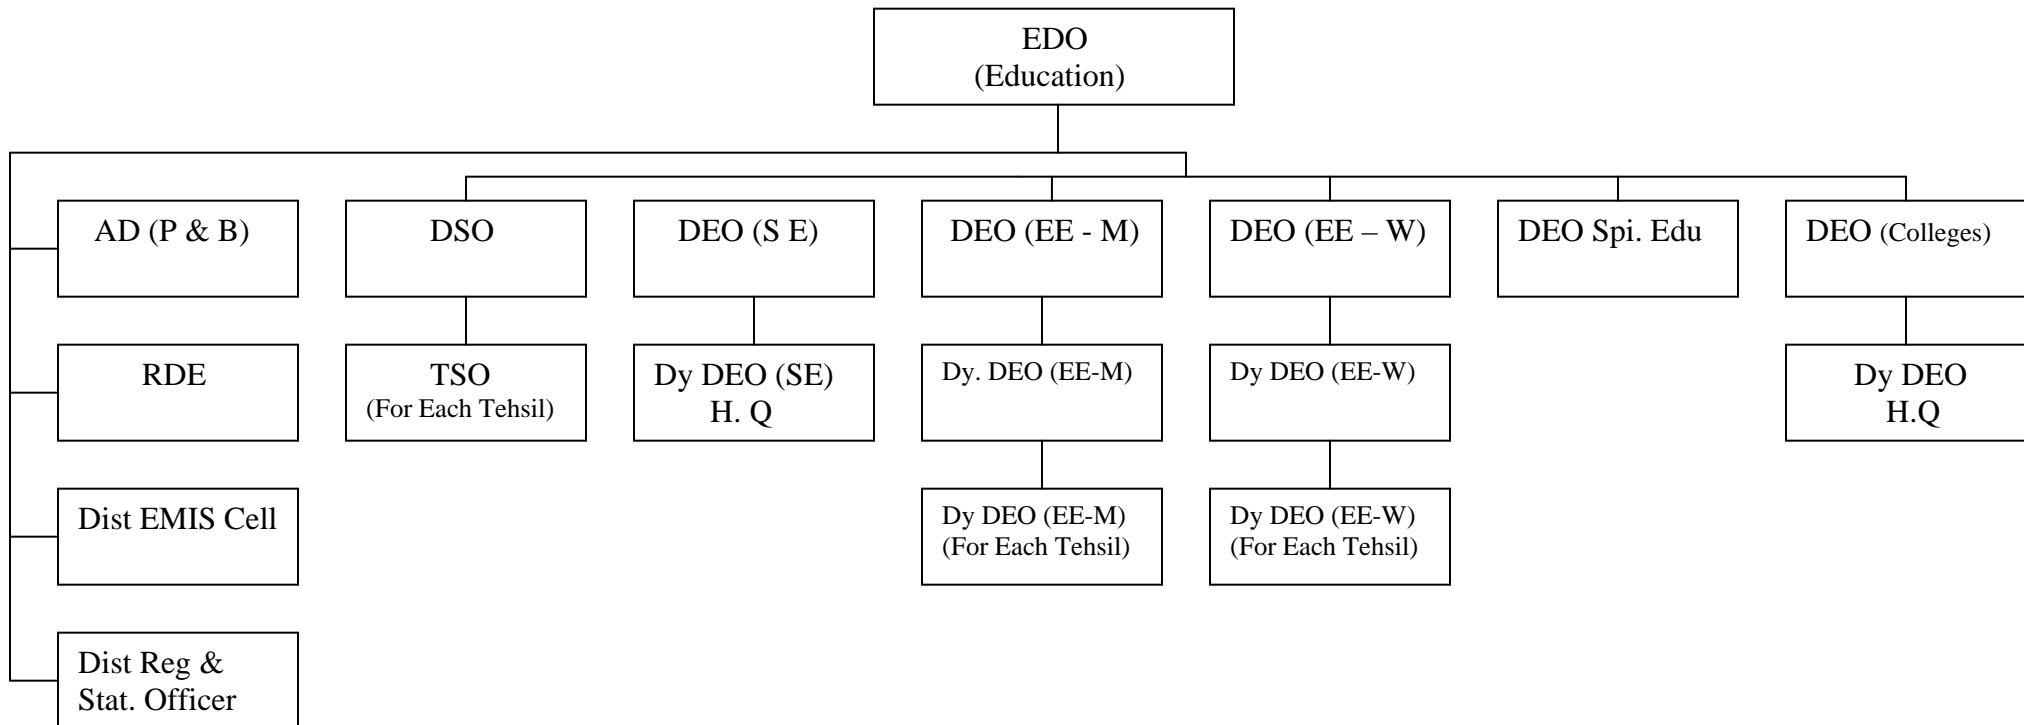 EDO
(Education)
AD (P & B)
DSO
DEO (S E)
DEO (EE - M)
DEO (EE – W)
DEO Spi. Edu
DEO (Colleges)
RDE
TSO
(For Each Tehsil)
Dy DEO (SE)
H. Q
Dy. DEO (EE-M)
Dy DEO (EE-W)
Dy DEO
H.Q
Dist EMIS Cell
Dy DEO (EE-M)
(For Each Tehsil)
Dy DEO (EE-W)
(For Each Tehsil)
Dist Reg &
Stat. Officer